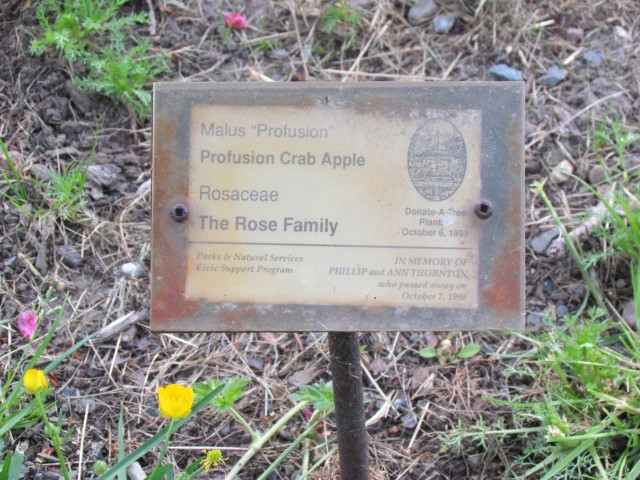 Malus "Profusion"
Profusion Crab Apple
Rosaceae
The Rose Family
Donate-A-Tree
Planted
October 6, 1999
Parks & Natural Services
Civic Support Program
IN MEMORY OF
PHILLIP and ANN THORNTON
who passed away on
October 7, 1998